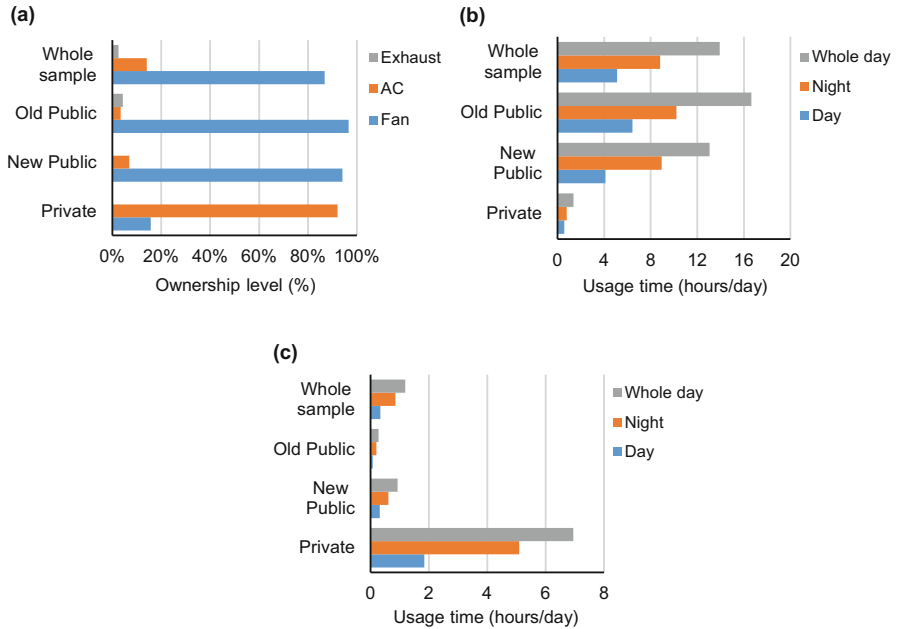 (a)
Whole
sample
Old Public
New Public
Private
0% 20% 40% 60% 80% 100%
Ownership level (%)
Exhaust
AC
Fan
(b)
Whole
sample
Old Public
New
Public
Private
0 4 8 12 16 20
Usage time (hours/day)
Whole day
Night
Day
(c)
Whole
sample
Old Public
New
Public
Private
0 2 4 6 8
Usage time (hours/day)
Whole day
Night
Day